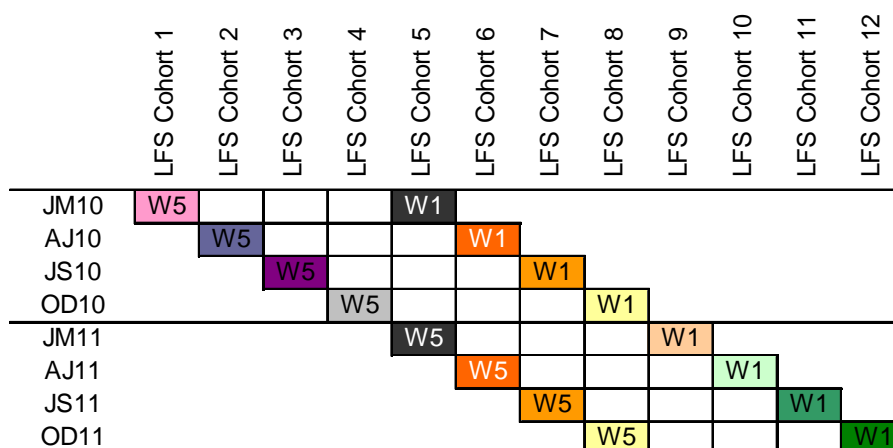 LFS Cohort 1 LFS Cohort 2 LFS Cohort 3 LFS Cohort 4 LFS Cohort 5 LFS Cohort 6 LFS Cohort 7 LFS Cohort 8 LFS Cohort 9 LFS Cohort 10 LFS Cohort 11 LFS Cohort 12
JM10 W5 W1
AJ10 W5 W1
JS10 W5 W1
OD10 W5 W1
JM11 W5 W1
AJ11 W5 W1
JS11 W5 W1
OD11 W5 W1